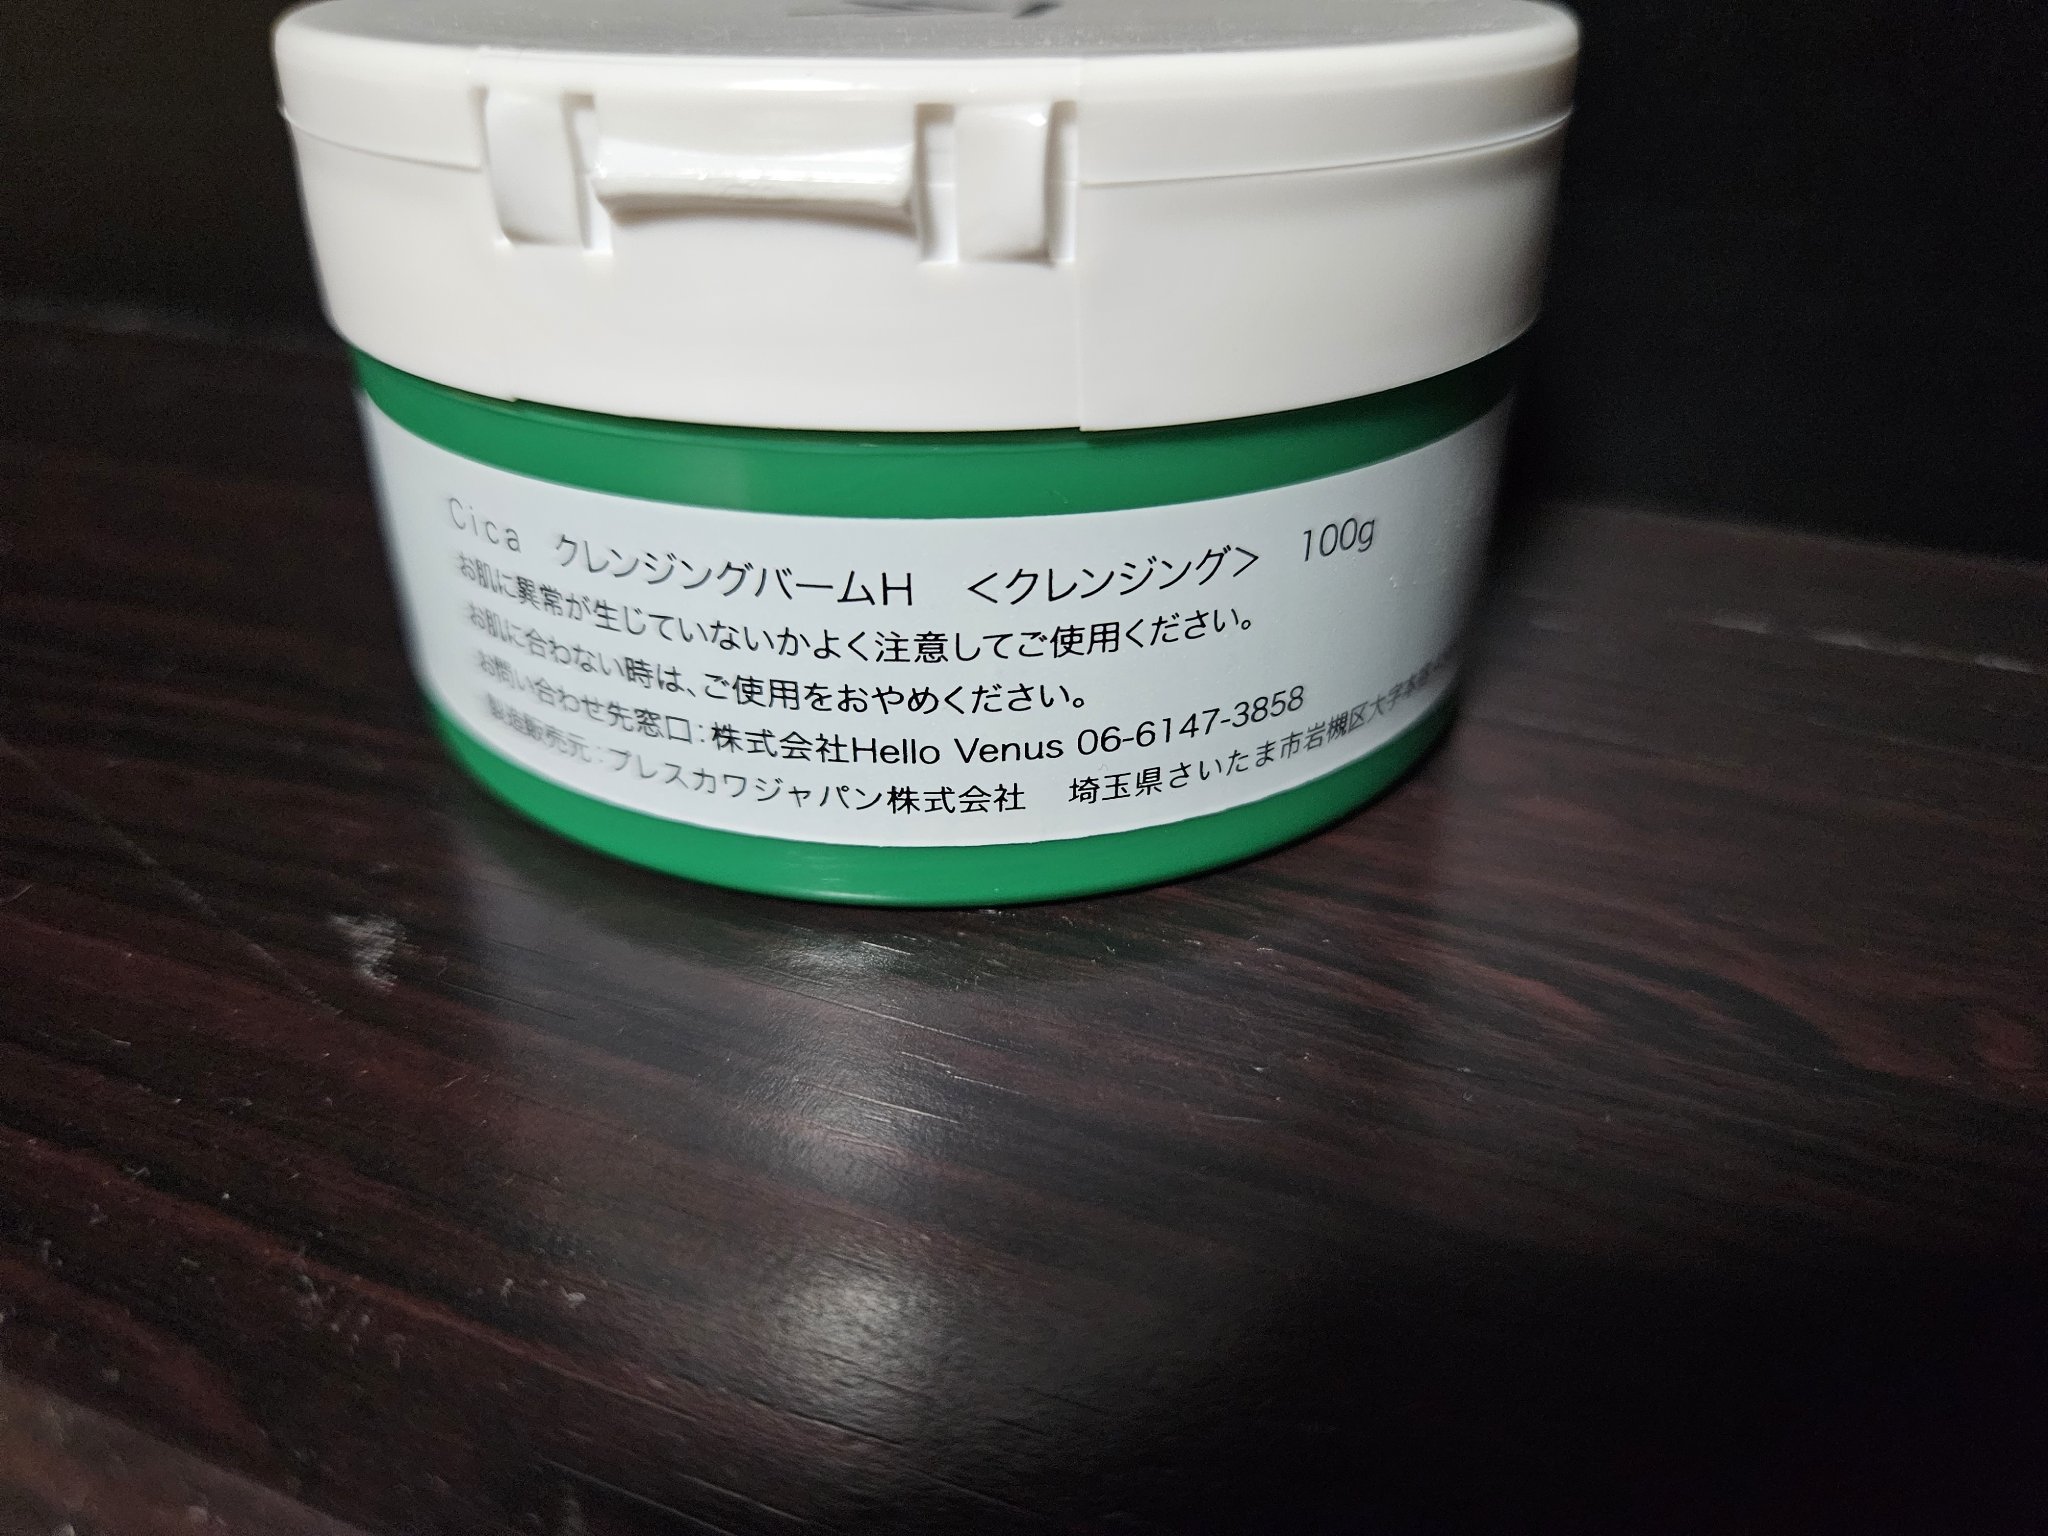 Cica クレンジングバームH <クレンジング> 100g
お肌に異常が生じていないかよく注意してご使用ください。
お肌に合わない時は、ご使用をおやめください。
お問い合わせ先窓口:株式会社Hello Venus 06-6147-3858
製造販売元:プレスカワジャパン株式会社 埼玉県さいたま市岩槻区大字